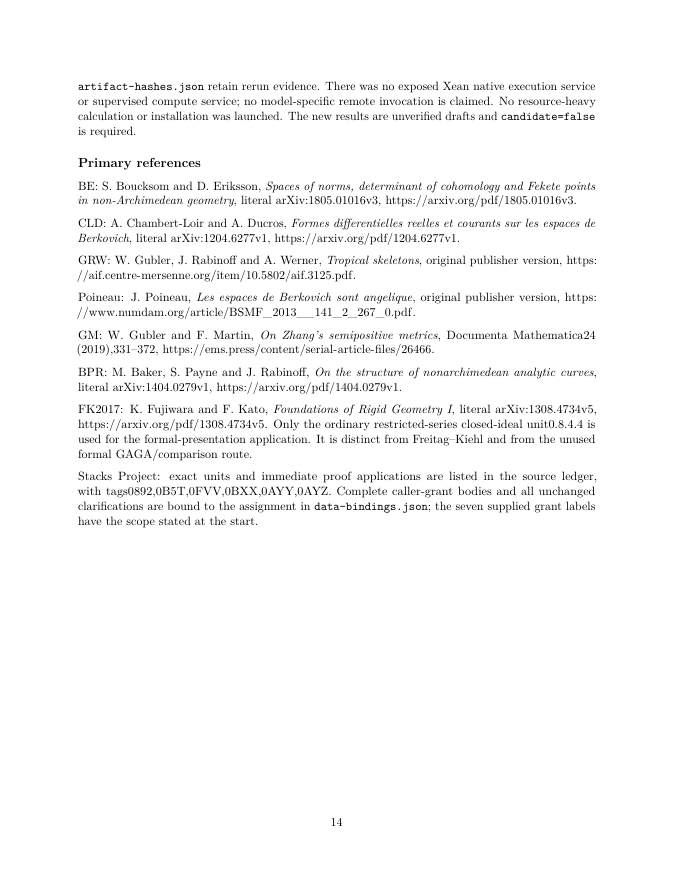 artifact-hashes.json retain rerun evidence. There was no exposed Xean native execution service
or supervised compute service; no model-specific remote invocation is claimed. No resource-heavy
calculation or installation was launched. The new results are unverified drafts and candidate=false
is required.
Primary references
BE: S. Boucksom and D. Eriksson, Spaces of norms, determinant of cohomology and Fekete points
in non-Archimedean geometry, literal arXiv:1805.01016v3, https://arxiv.org/pdf/1805.01016v3.
CLD: A. Chambert-Loir and A. Ducros, Formes differentielles reelles et courants sur les espaces de
Berkovich, literal arXiv:1204.6277v1, https://arxiv.org/pdf/1204.6277v1.
GRW: W. Gubler, J. Rabinoff and A. Werner, Tropical skeletons, original publisher version, https:
//aif.centre-mersenne.org/item/10.5802/aif.3125.pdf.
Poineau: J. Poineau, Les espaces de Berkovich sont angelique, original publisher version, https:
//www.numdam.org/article/BSMF_2013__141_2_267_0.pdf.
GM: W. Gubler and F. Martin, On Zhang's semipositive metrics, Documenta Mathematica24
(2019),331–372, https://ems.press/content/serial-article-files/26466.
BPR: M. Baker, S. Payne and J. Rabinoff, On the structure of nonarchimedean analytic curves,
literal arXiv:1404.0279v1, https://arxiv.org/pdf/1404.0279v1.
FK2017: K. Fujiwara and F. Kato, Foundations of Rigid Geometry I, literal arXiv:1308.4734v5,
https://arxiv.org/pdf/1308.4734v5. Only the ordinary restricted-series closed-ideal unit0.8.4.4 is
used for the formal-presentation application. It is distinct from Freitag–Kiehl and from the unused
formal GAGA/comparison route.
Stacks Project: exact units and immediate proof applications are listed in the source ledger,
with tags0892,0B5T,0FVV,0BXX,0AYY,0AYZ. Complete caller-grant bodies and all unchanged
clarifications are bound to the assignment in data-bindings.json; the seven supplied grant labels
have the scope stated at the start.
14